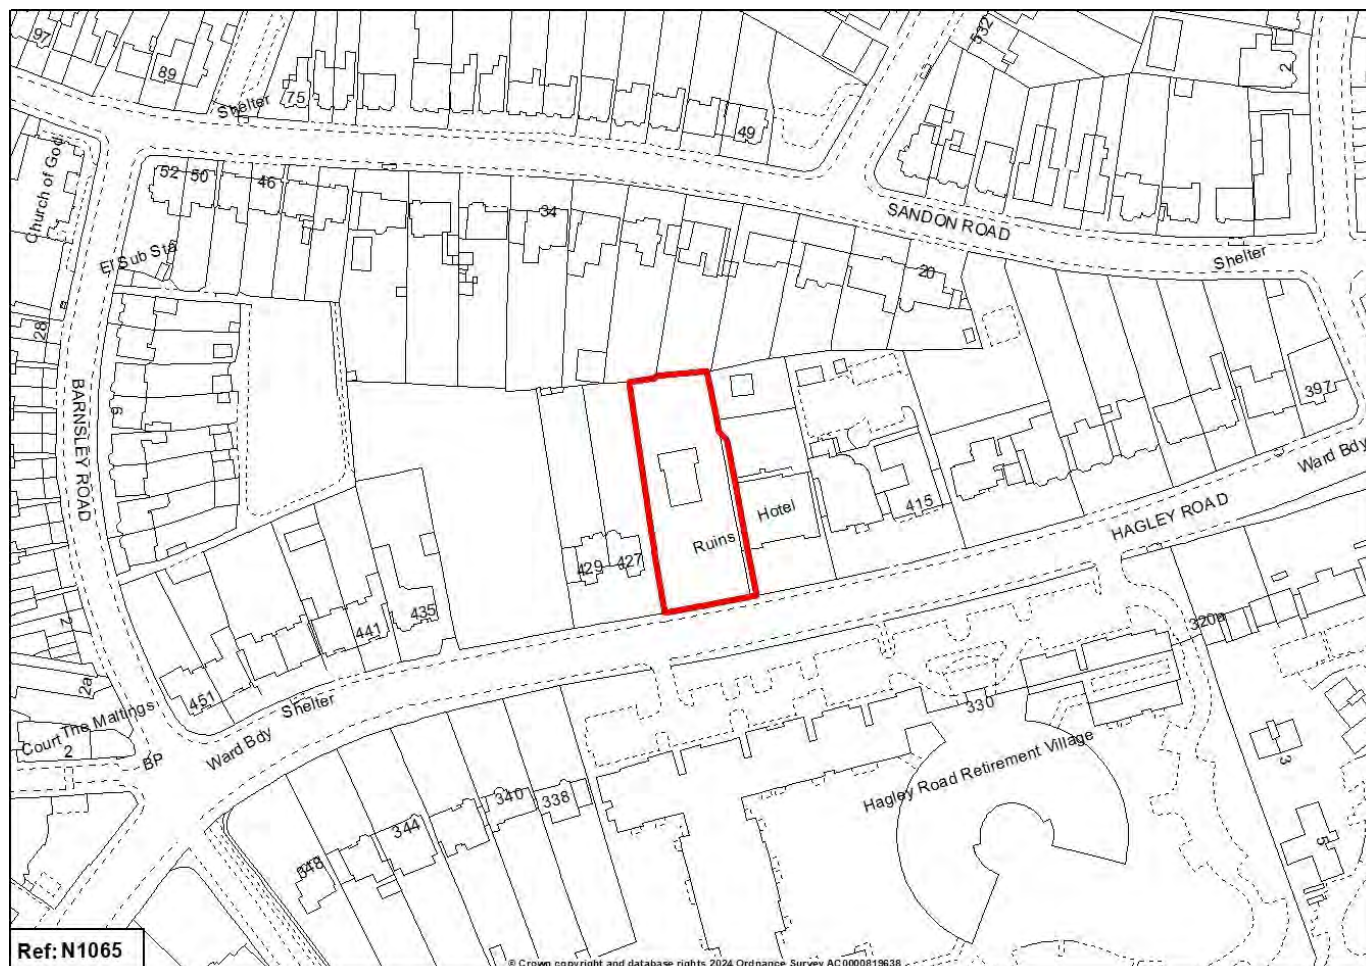 97
89
Shelter
75
49
532
2
Church of God
52
50
46
34
SANDON ROAD
Shelter
20
El Sub Sta
28
BARNSLEY ROAD
9
397
Ward Bdy
HAGLEY ROAD
415
Hotel
Ruins
429
427
435
441
451
Shelter
Ward Bdy
2
2a
The Maltings
Court
2
BP
320a
330
Hagley Road Retirement Village
3
5
338
340
344
348
Ref: N1065
© Crown copyright and database rights 2024 Ordnance Survey AC0000819638